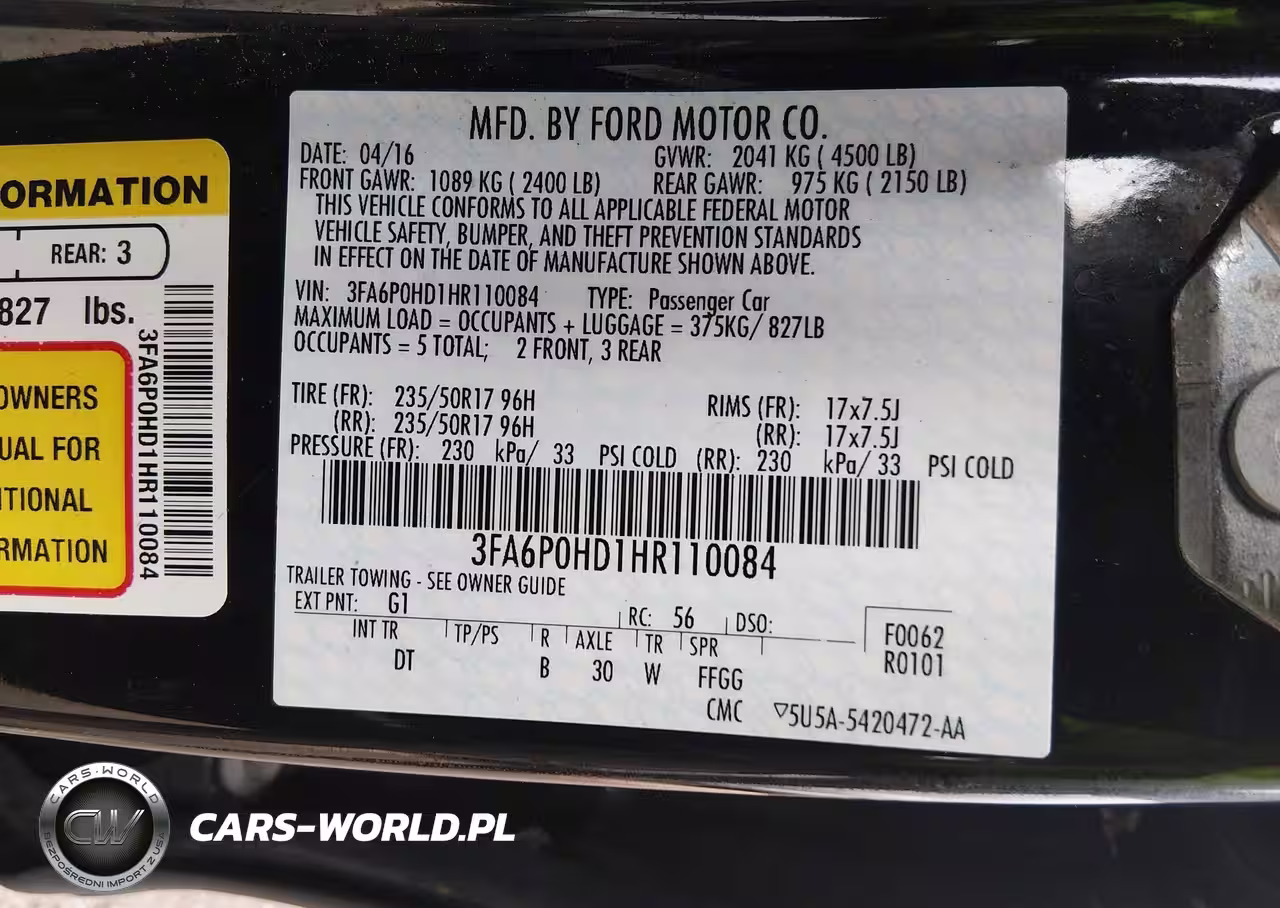 MFD. BY FORD MOTOR CO.
DATE: 04/16 GVWR: 2041 KG ( 4500 LB)
FRONT GAWR: 1089 KG ( 2400 LB) REAR GAWR: 975 KG ( 2150 LB)
THIS VEHICLE CONFORMS TO ALL APPLICABLE FEDERAL MOTOR
VEHICLE SAFETY, BUMPER, AND THEFT PREVENTION STANDARDS
IN EFFECT ON THE DATE OF MANUFACTURE SHOWN ABOVE.
VIN: 3FA6P0HD1HR110084 TYPE: Passenger Car
MAXIMUM LOAD = OCCUPANTS + LUGGAGE = 375KG/ 827LB
OCCUPANTS = 5 TOTAL; 2 FRONT, 3 REAR
TIRE (FR): 235/50R17 96H RIMS (FR): 17x7.5J
(RR): 235/50R17 96H (RR): 17x7.5J
PRESSURE (FR): 230 kPa/ 33 PSI COLD (RR): 230 kPa/ 33 PSI COLD
3FA6P0HD1HR110084
TRAILER TOWING - SEE OWNER GUIDE
EXT PNT: G1 RC: 56 DSO:
INT TR TP/PS R AXLE TR SPR
DT B 30 W FFGG
F0062
R0101
CMC ▽5U5A-5420472-AA
ORMATION
REAR: 3
827 lbs.
OWNERS
UAL FOR
ITIONAL
RMATION
3FA6P0HD1HR110084
CARS-WORLD
CW
BEZPOŚREDNI IMPORT Z USA
CARS-WORLD.PL